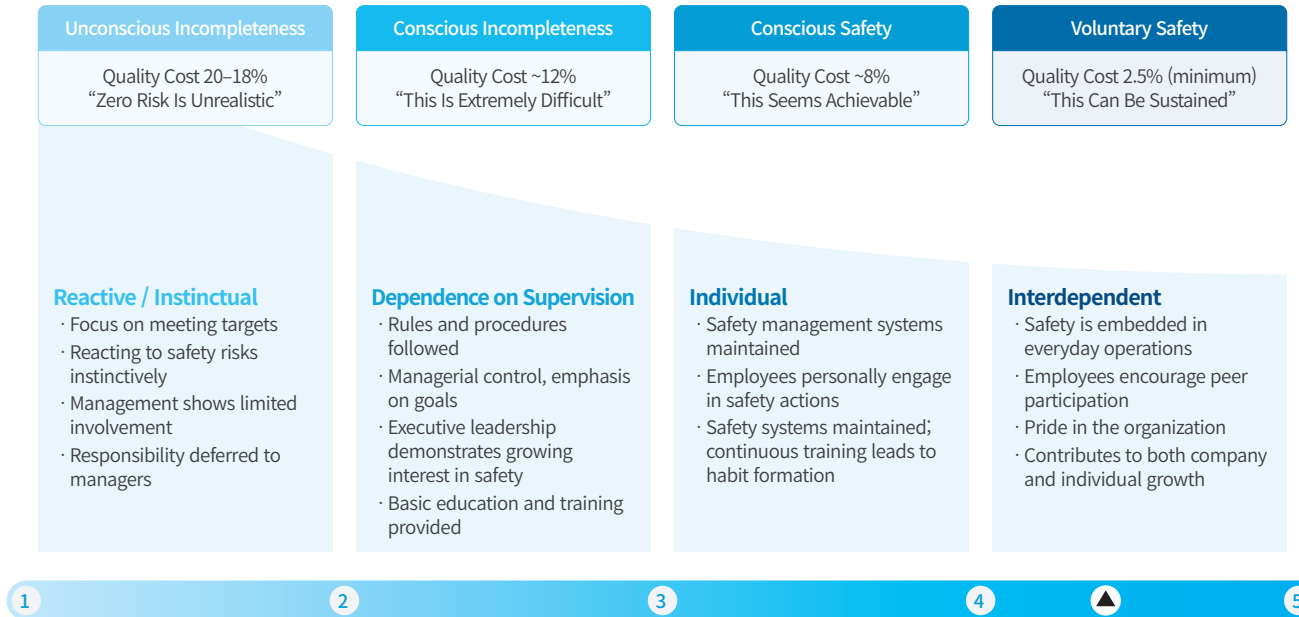 Unconscious Incompleteness
Quality Cost 20–18%
“Zero Risk Is Unrealistic”
Conscious Incompleteness
Quality Cost ~12%
“This Is Extremely Difficult”
Conscious Safety
Quality Cost ~8%
“This Seems Achievable”
Voluntary Safety
Quality Cost 2.5% (minimum)
“This Can Be Sustained”
Reactive / Instinctual
· Focus on meeting targets
· Reacting to safety risks
instinctively
· Management shows limited
involvement
· Responsibility deferred to
managers
Dependence on Supervision
· Rules and procedures
followed
· Managerial control, emphasis
on goals
· Executive leadership
demonstrates growing
interest in safety
· Basic education and training
provided
Individual
· Safety management systems
maintained
· Employees personally engage
in safety actions
· Safety systems maintained;
continuous training leads to
habit formation
Interdependent
· Safety is embedded in
everyday operations
· Employees encourage peer
participation
· Pride in the organization
· Contributes to both company
and individual growth
1
2
3
4
▲
5